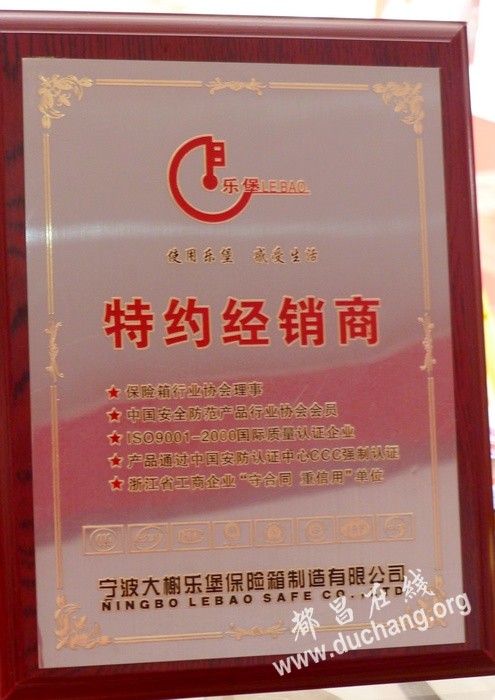 乐堡LEBAO
使用乐堡 感受生活
特约经销商
★保险箱行业协会理事
★中国安全防范产品行业协会会员
★ISO9001-2000国际质量认证企业
★产品通过中国安防认证中心CCC强制认证
★浙江省工商企业“守合同 重信用”单位
宁波大榭乐堡保险箱制造有限公司
NINGBO LEBAO SAFE CO., LTD
都昌在线
www.duchang.org